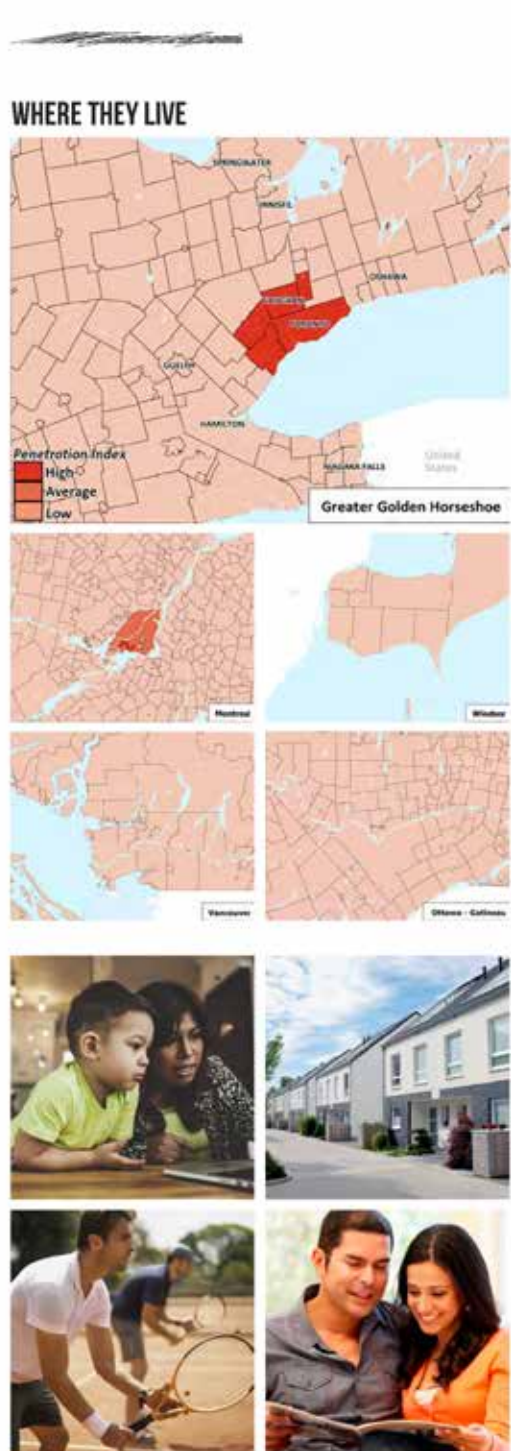 WHERE THEY LIVE
SPRINGWATER
INNISFIL
OSHAWA
VAUGHAN
TORONTO
GUELPH
HAMILTON
Penetration Index
High
Average
Low
NIAGARA FALLS
United
States
Greater Golden Horseshoe
Montreal
Windsor
Vancouver
Ottawa - Gatineau